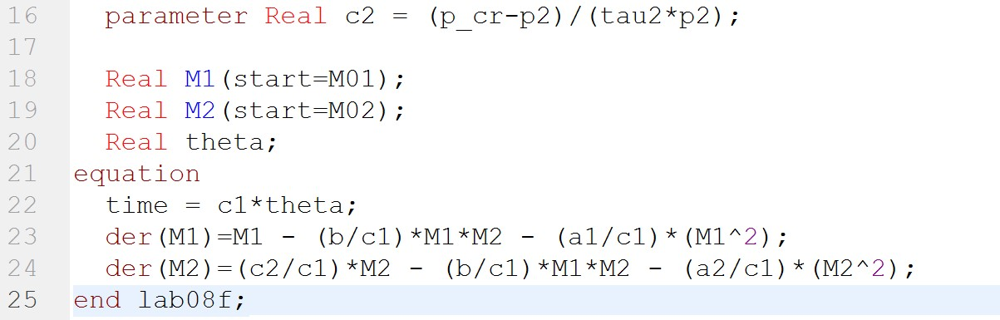 16 parameter Real c2 = (p_cr-p2)/(tau2*p2);
17
18 Real M1(start=M01);
19 Real M2(start=M02);
20 Real theta;
21 equation
22 time = c1*theta;
23 der(M1)=M1 - (b/c1)*M1*M2 - (a1/c1)*(M1^2);
24 der(M2)=(c2/c1)*M2 - (b/c1)*M1*M2 - (a2/c1)*(M2^2);
25 end lab08f;